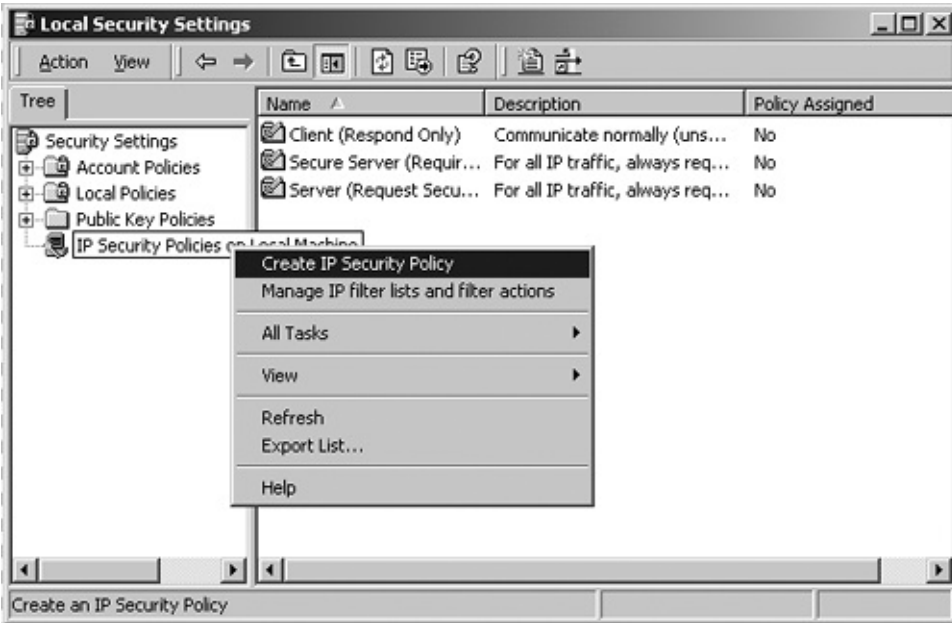 Local Security Settings
Action View
Tree
Name Description Policy Assigned
Security Settings
Account Policies
Local Policies
Public Key Policies
IP Security Policies on Local Machine
Client (Respond Only) Communicate normally (uns... No
Secure Server (Requir... For all IP traffic, always req... No
Server (Request Secu... For all IP traffic, always req... No
Create IP Security Policy
Manage IP filter lists and filter actions
All Tasks
View
Refresh
Export List...
Help
Create an IP Security Policy